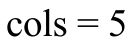 cols = 5